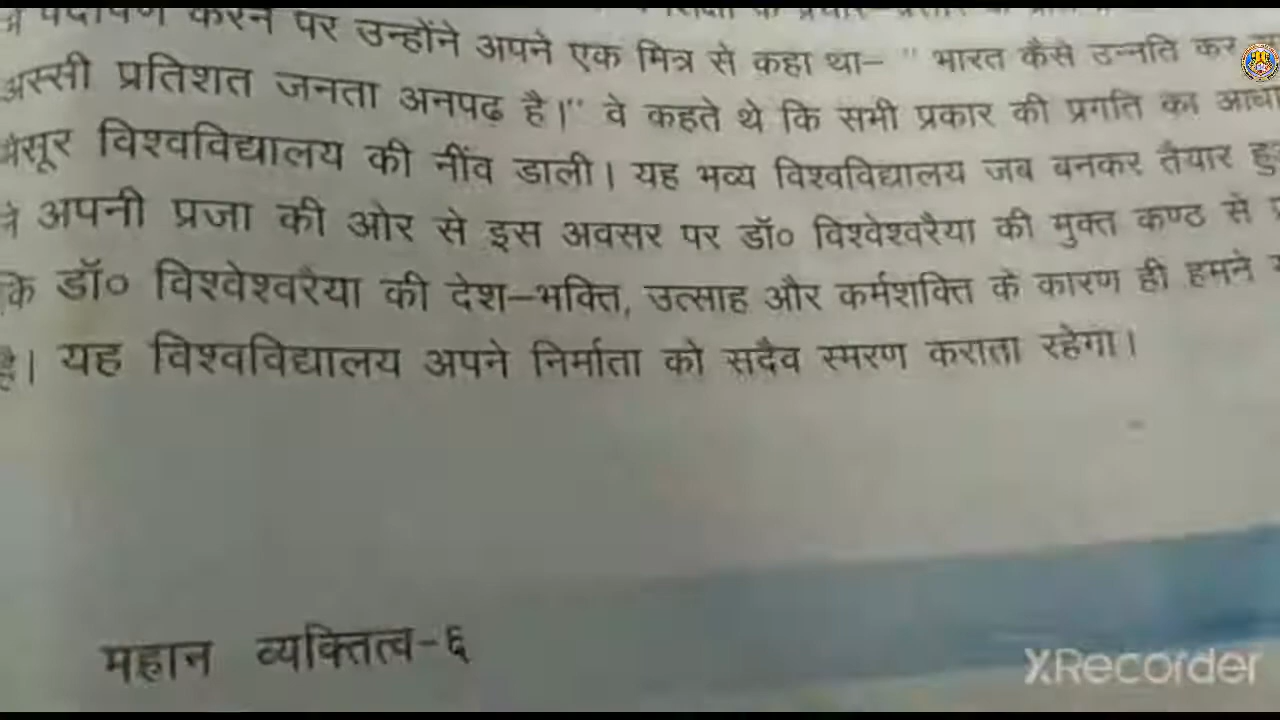 करने पर उन्होंने अपने एक मित्र से कहा था– " भारत कैसे उन्नति कर
अस्सी प्रतिशत जनता अनपढ़ है।" वे कहते थे कि सभी प्रकार की प्रगति का
मैसूर विश्वविद्यालय की नींव डाली। यह भव्य विश्वविद्यालय जब बनकर तैयार
ने अपनी प्रजा की ओर से इस अवसर पर डॉ० विश्वेश्वरैया की मुक्त कण्ठ से
कि डॉ० विश्वेश्वरैया की देश–भक्ति, उत्साह और कर्मशक्ति के कारण ही हमने
है। यह विश्वविद्यालय अपने निर्माता को सदैव स्मरण कराता रहेगा।
महान व्यक्तित्व-६
XRecorder